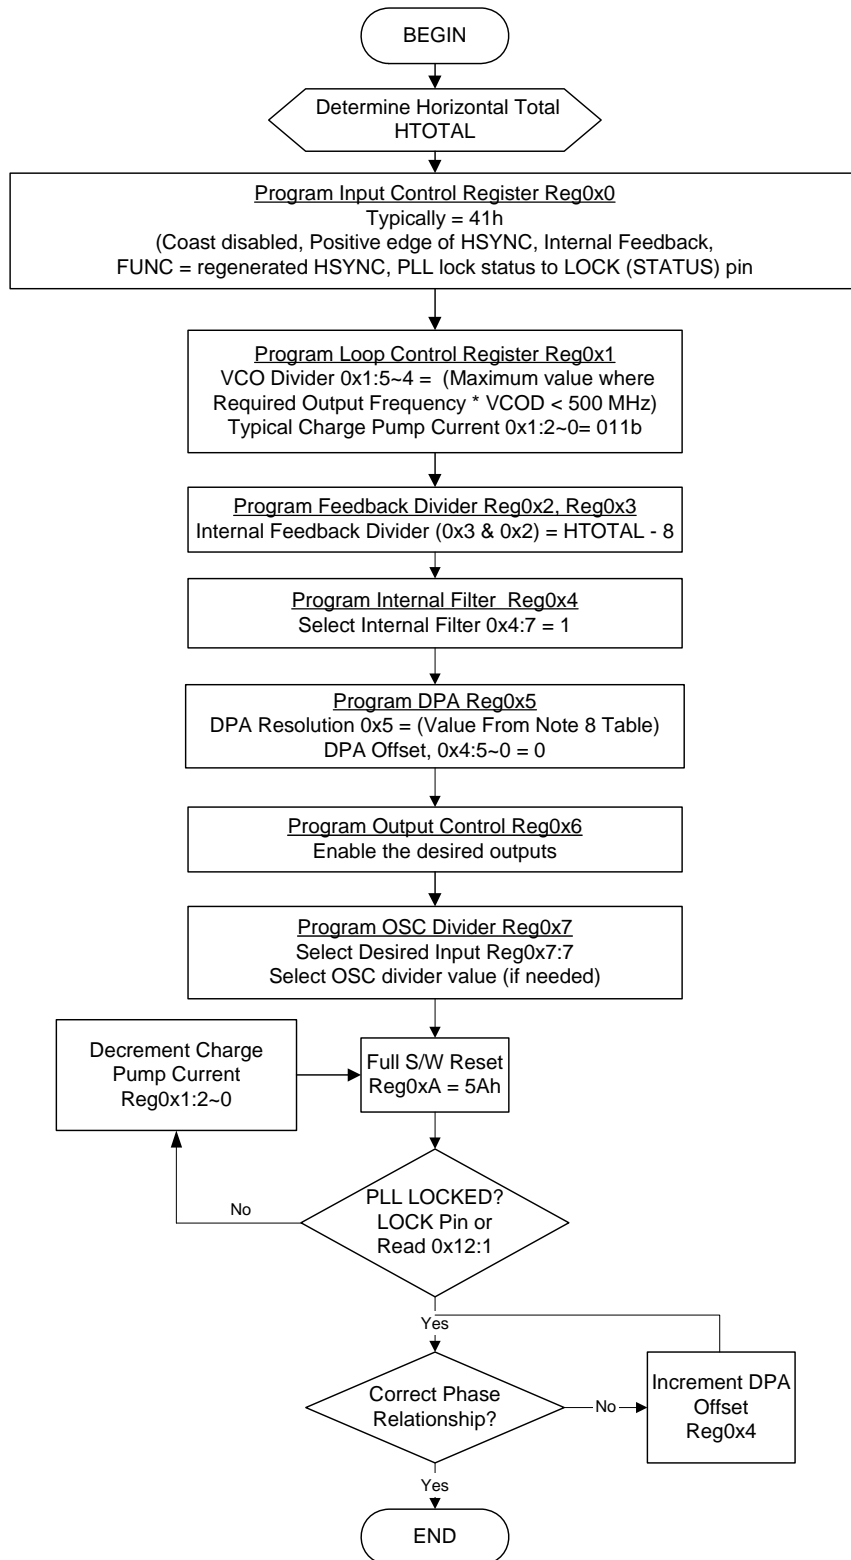 BEGIN
Determine Horizontal Total
HTOTAL
Program Input Control Register Reg0x0
Typically = 41h
(Coast disabled, Positive edge of HSYNC, Internal Feedback,
FUNC = regenerated HSYNC, PLL lock status to LOCK (STATUS) pin
Program Loop Control Register Reg0x1
VCO Divider 0x1:5~4 = (Maximum value where
Required Output Frequency * VCOD < 500 MHz)
Typical Charge Pump Current 0x1:2~0= 011b
Program Feedback Divider Reg0x2, Reg0x3
Internal Feedback Divider (0x3 & 0x2) = HTOTAL - 8
Program Internal Filter Reg0x4
Select Internal Filter 0x4:7 = 1
Program DPA Reg0x5
DPA Resolution 0x5 = (Value From Note 8 Table)
DPA Offset, 0x4:5~0 = 0
Program Output Control Reg0x6
Enable the desired outputs
Program OSC Divider Reg0x7
Select Desired Input Reg0x7:7
Select OSC divider value (if needed)
Decrement Charge
Pump Current
Reg0x1:2~0
Full S/W Reset
Reg0xA = 5Ah
No
PLL LOCKED?
LOCK Pin or
Read 0x12:1
Yes
Correct Phase
Relationship?
No
Increment DPA
Offset
Reg0x4
Yes
END